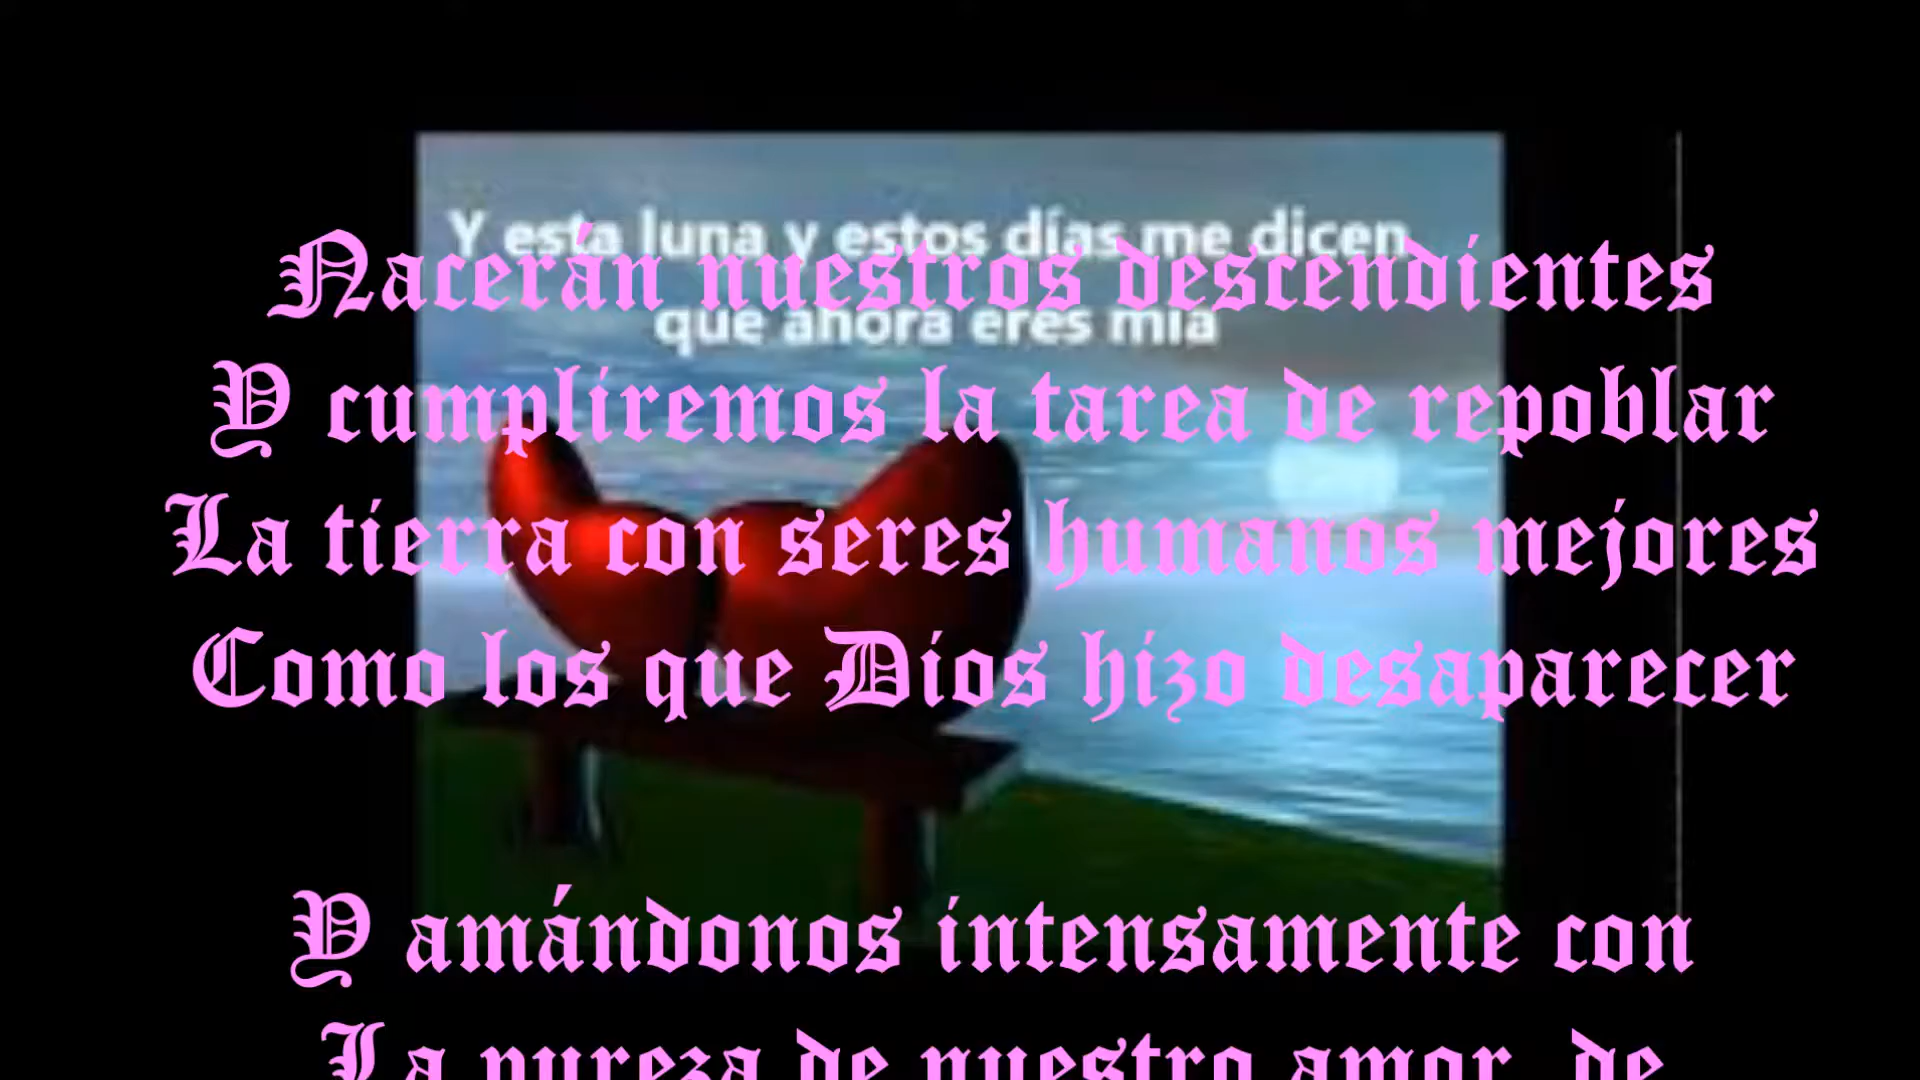 Y esta luna y estos días me dicen
que ahora eres mia
Nacerán nuestros descendientes
Y cumpliremos la tarea de repoblar
La tierra con seres humanos mejores
Como los que Dios hizo desaparecer
Y amándonos intensamente con
La pureza de nuestro amor, de